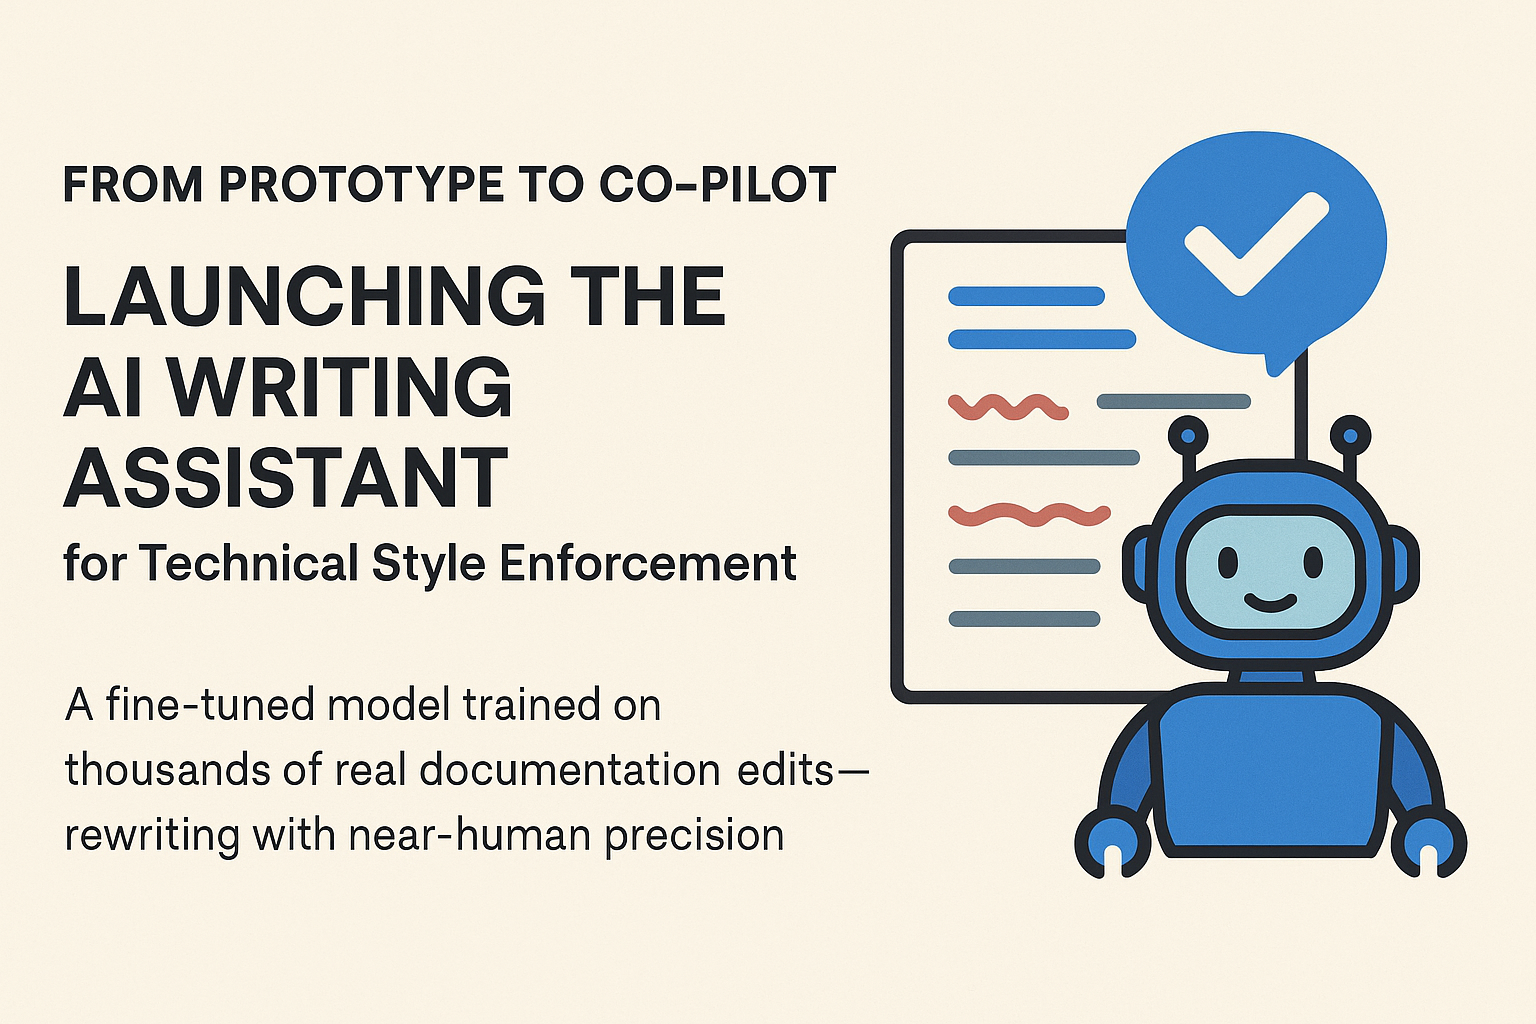 FROM PROTOTYPE TO CO-PILOT
LAUNCHING THE
AI WRITING
ASSISTANT
for Technical Style Enforcement
A fine-tuned model trained on
thousands of real documentation edits—
rewriting with near-human precision